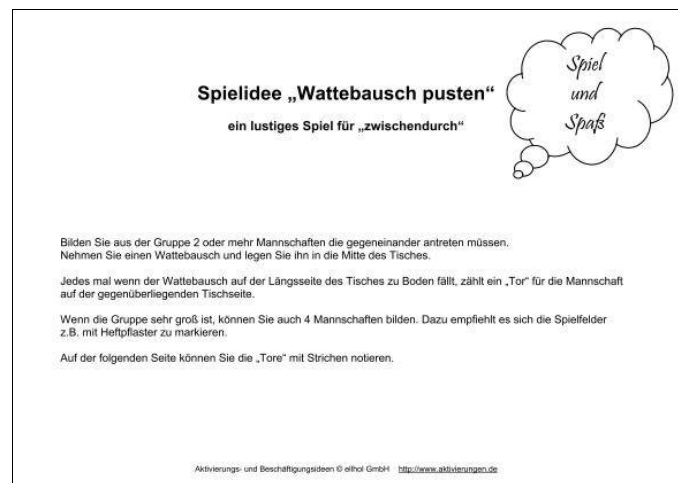 Spielidee „Wattebausch pusten“
ein lustiges Spiel für „zwischendurch“
Spiel
und
Spaß
Bilden Sie aus der Gruppe 2 oder mehr Mannschaften die gegeneinander antreten müssen.
Nehmen Sie einen Wattebausch und legen Sie ihn in die Mitte des Tisches.
Jedes mal wenn der Wattebausch auf der Längsseite des Tisches zu Boden fällt, zählt ein „Tor“ für die Mannschaft
auf der gegenüberliegenden Tischseite.
Wenn die Gruppe sehr groß ist, können Sie auch 4 Mannschaften bilden. Dazu empfiehlt es sich die Spielfelder
z.B. mit Heftpflaster zu markieren.
Auf der folgenden Seite können Sie die „Tore“ mit Strichen notieren.
Aktivierungs- und Beschäftigungsideen © ellhol GmbH http://www.aktivierungen.de